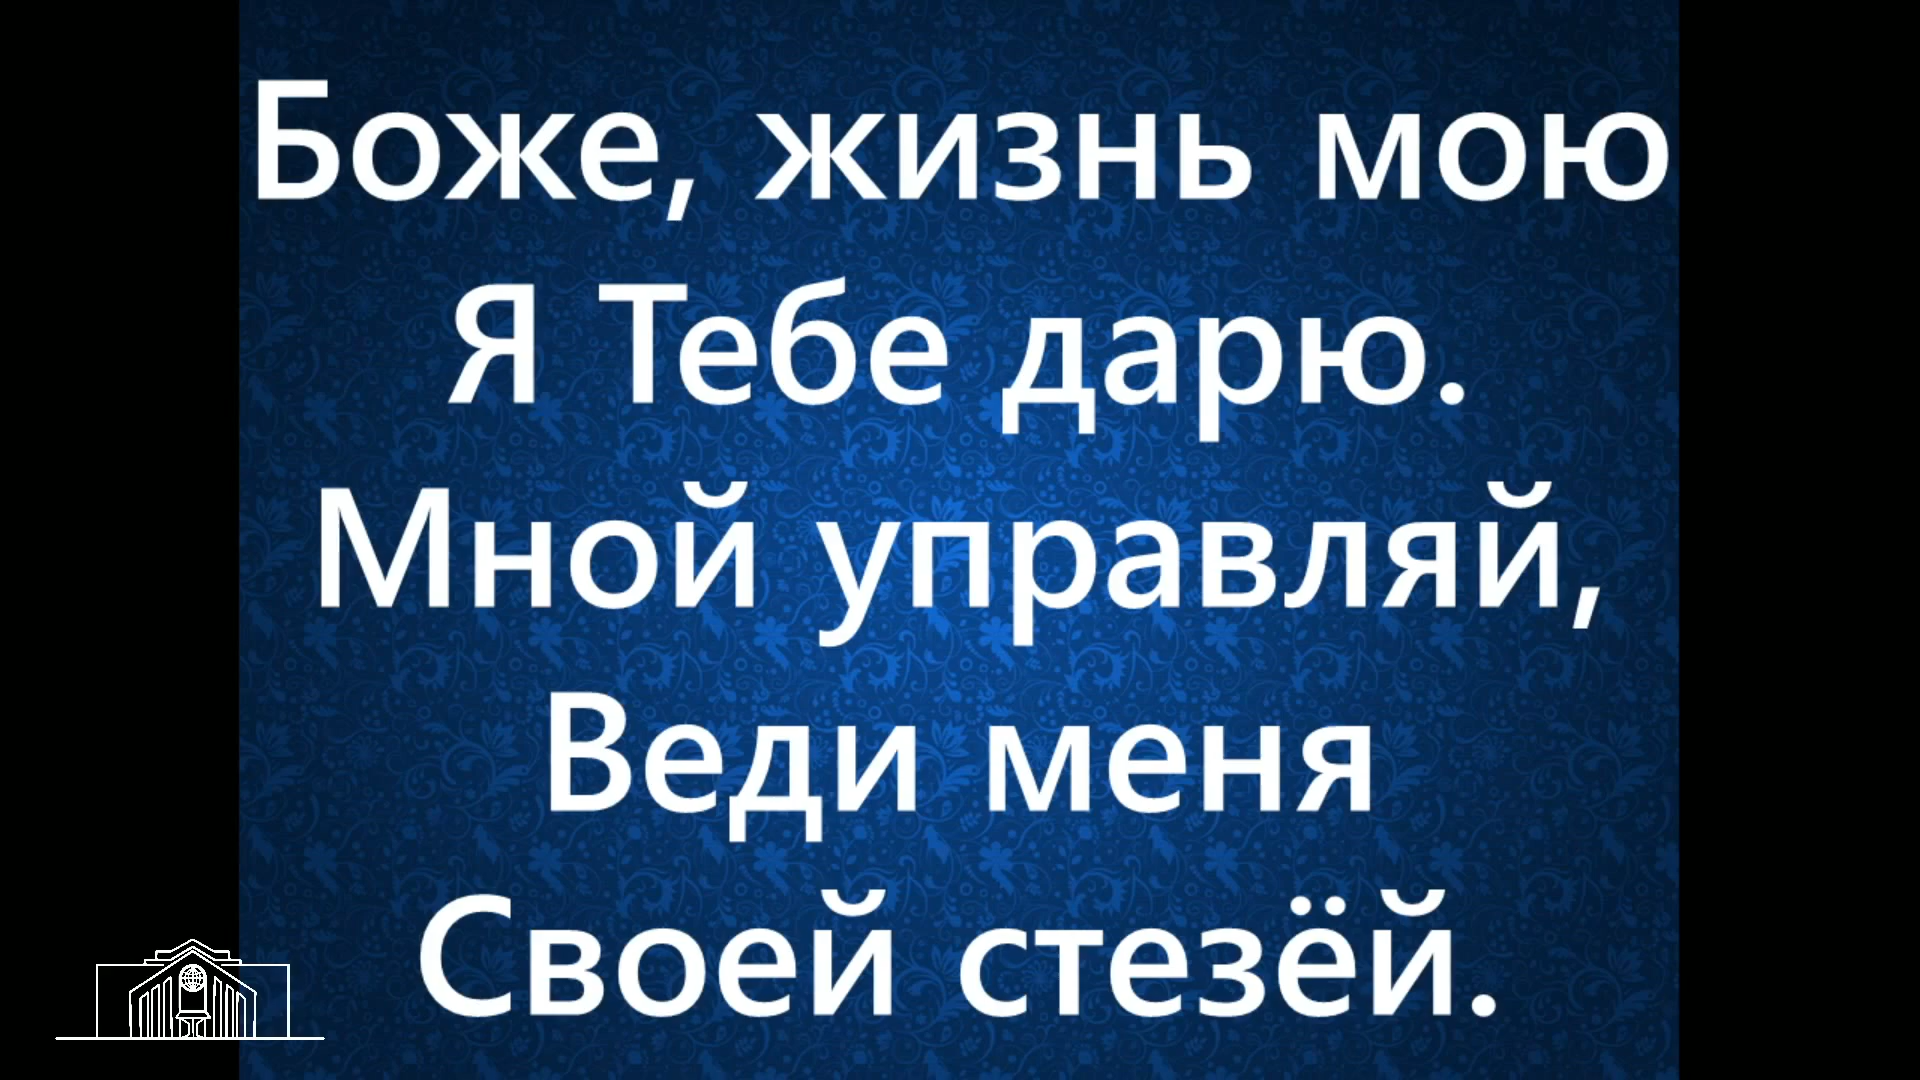 Боже, жизнь мою
Я Тебе дарю.
Мной управляй,
Веди меня
Своей стезёй.